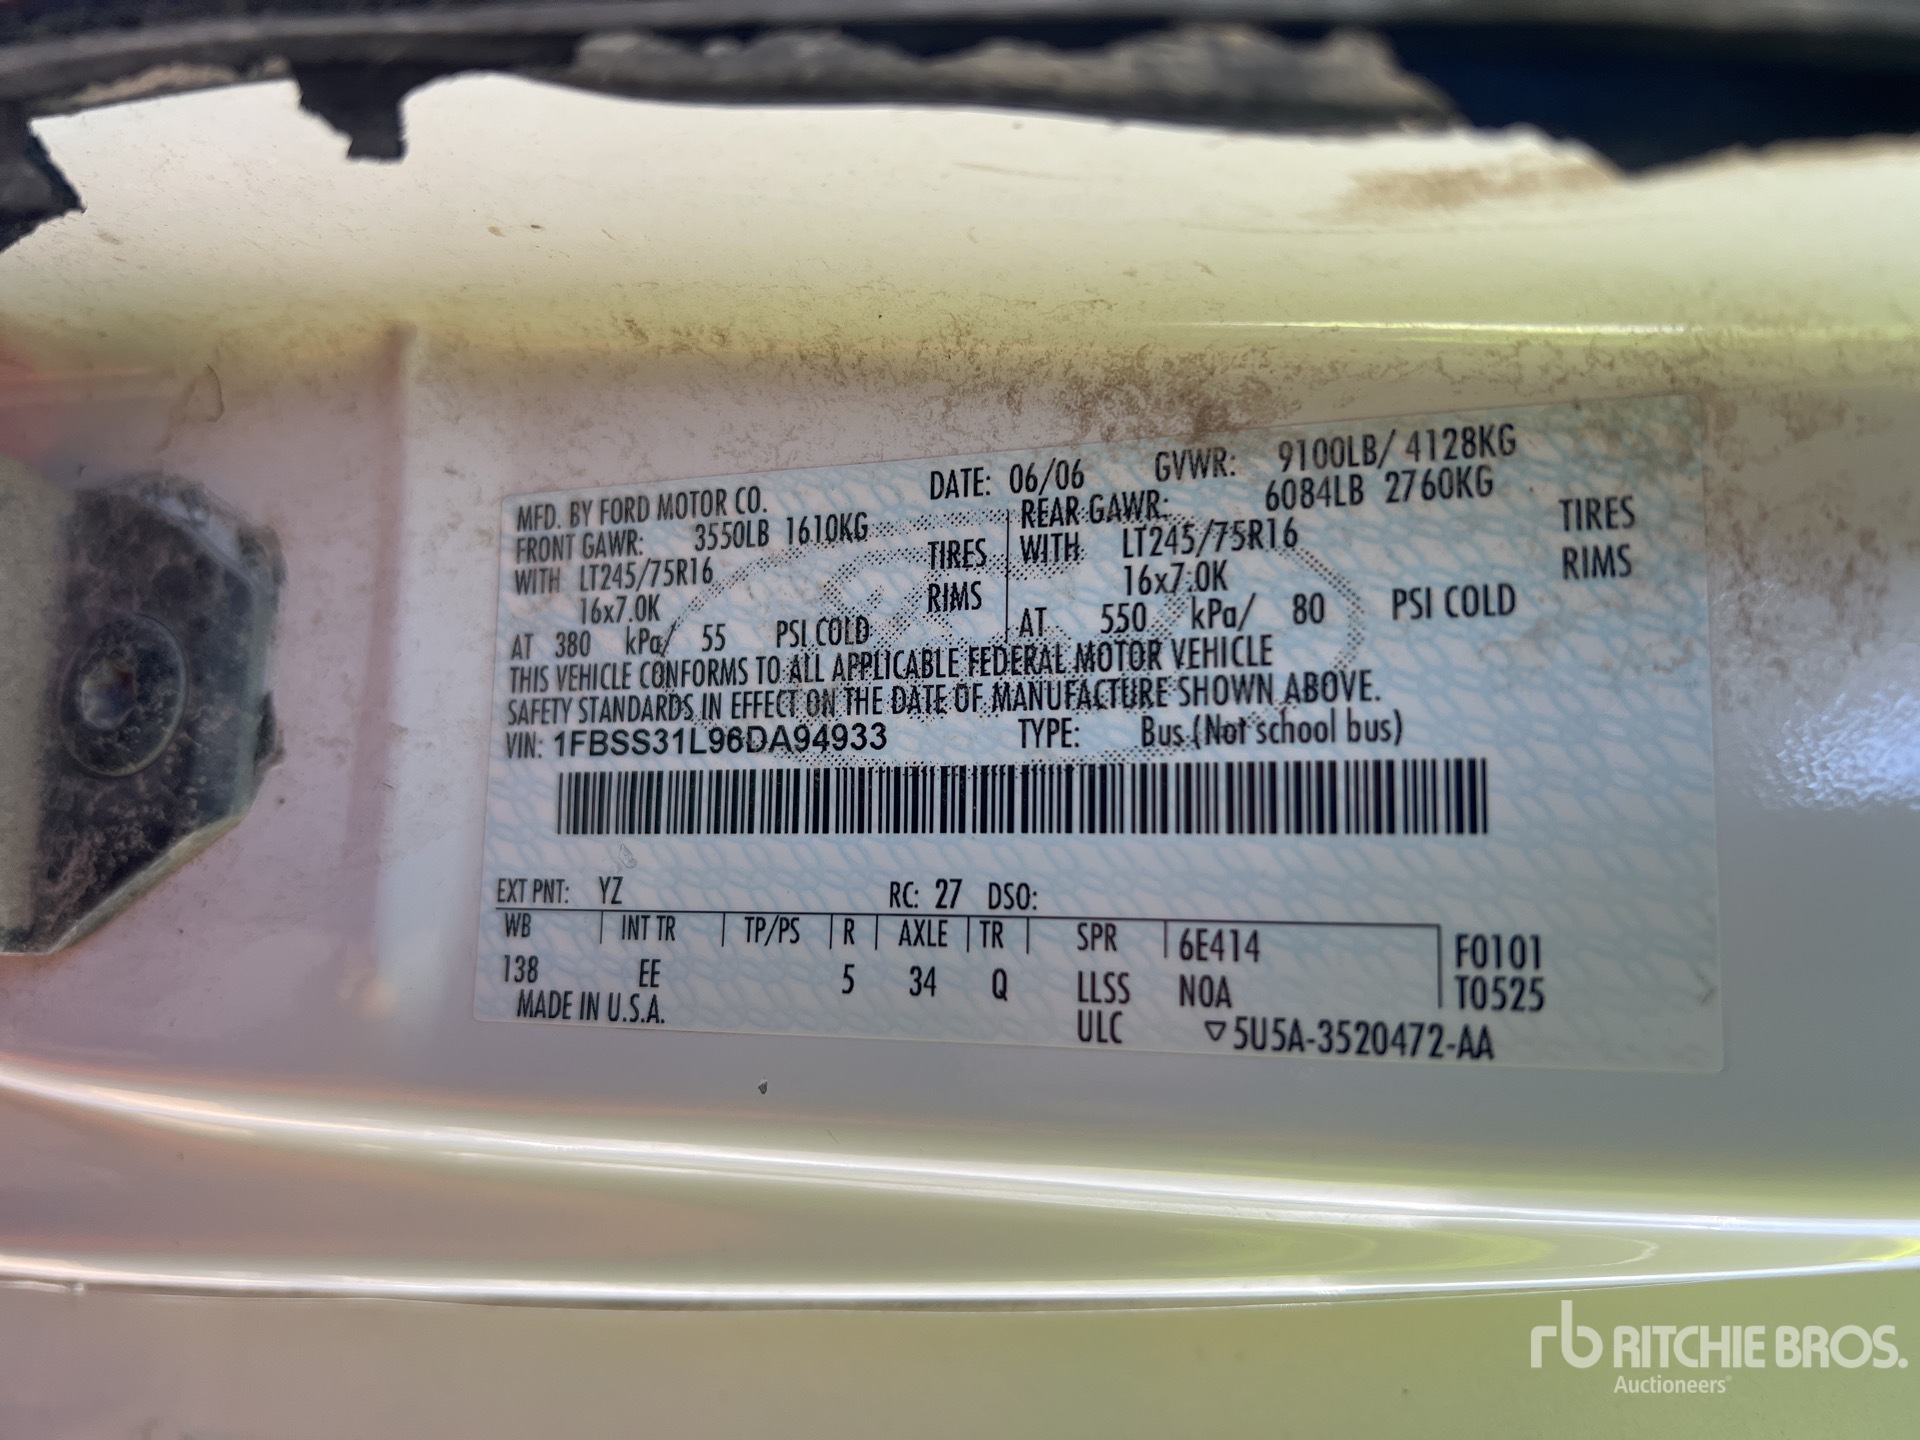 DATE: 06/06 GVWR: 9100LB/ 4128KG
MFD. BY FORD MOTOR CO.
FRONT GAWR: 3550LB 1610KG
WITH LT245/75R16 TIRES
16x7.0K RIMS
AT 380 kPa/ 55 PSI COLD
REAR GAWR: 6084LB 2760KG
WITH LT245/75R16 TIRES
16x7.0K RIMS
AT 550 kPa/ 80 PSI COLD
THIS VEHICLE CONFORMS TO ALL APPLICABLE FEDERAL MOTOR VEHICLE
SAFETY STANDARDS IN EFFECT ON THE DATE OF MANUFACTURE SHOWN ABOVE.
VIN: 1FBSS31L96DA94933 TYPE: Bus (Not school bus)
EXT PNT: YZ RC: 27 DSO:
WB INT TR TP/PS R AXLE TR SPR 6E414 F0101
138 EE 5 34 Q LLSS N0A T0525
MADE IN U.S.A. ULC ▽5U5A-3520472-AA
rb RITCHIE BROS.
Auctioneers